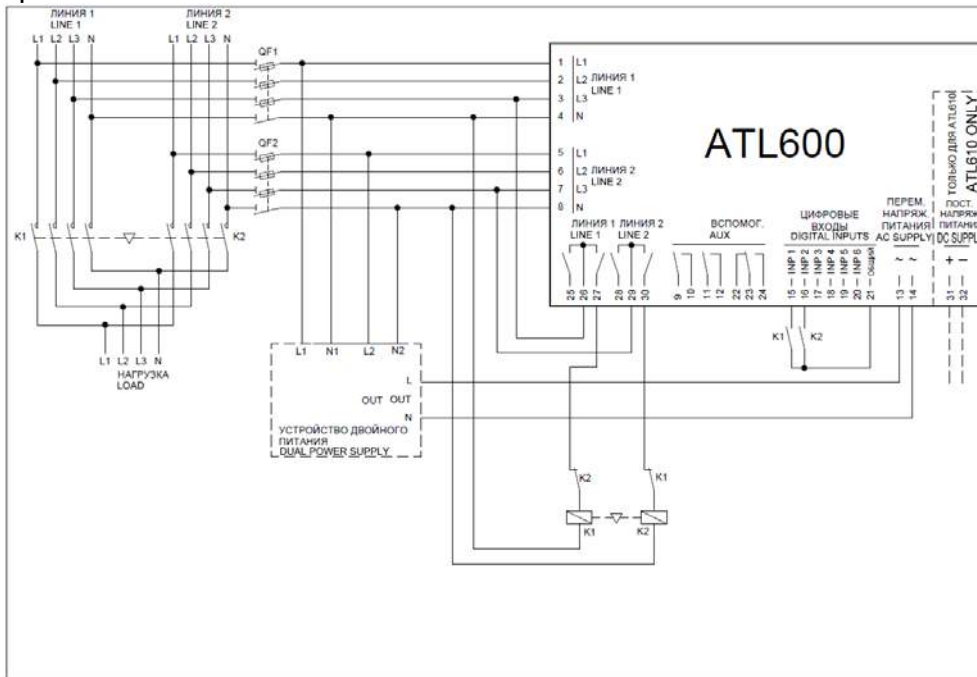 ЛИНИЯ 1
LINE 1
L1 L2 L3 N
ЛИНИЯ 2
LINE 2
L1 L2 L3 N
QF1
QF2
K1
K2
L1 L2 L3 N
НАГРУЗКА
LOAD
1 L1
2 L2 ЛИНИЯ 1
3 L3 LINE 1
4 N
5 L1
6 L2 ЛИНИЯ 2
7 L3 LINE 2
8 N
ATL600
ТОЛЬКО ДЛЯ ATL610
ATL610 ONLY
ЛИНИЯ 1 ЛИНИЯ 2
LINE 1 LINE 2
ВСПОМОГ.
AUX
ЦИФРОВЫЕ
ВХОДЫ
DIGITAL INPUTS
ПЕРЕМ.
НАПРЯЖ.
ПИТАНИЯ
AC SUPPLY
ПОСТ.
НАПРЯЖ
ПИТАНИ
DC SUPPL
INP 1 INP 2 INP 3 INP 4 INP 5 INP 6 ОБЩИЙ
~ ~
+ –
25 26 27 28 29 30 9 10 11 12 22 23 24 15 16 17 18 19 20 21 13 14 31 32
K1 K2
L1 N1 L2 N2
L
OUT OUT
N
УСТРОЙСТВО ДВОЙНОГО
ПИТАНИЯ
DUAL POWER SUPPLY
K2 K1
K1 K2